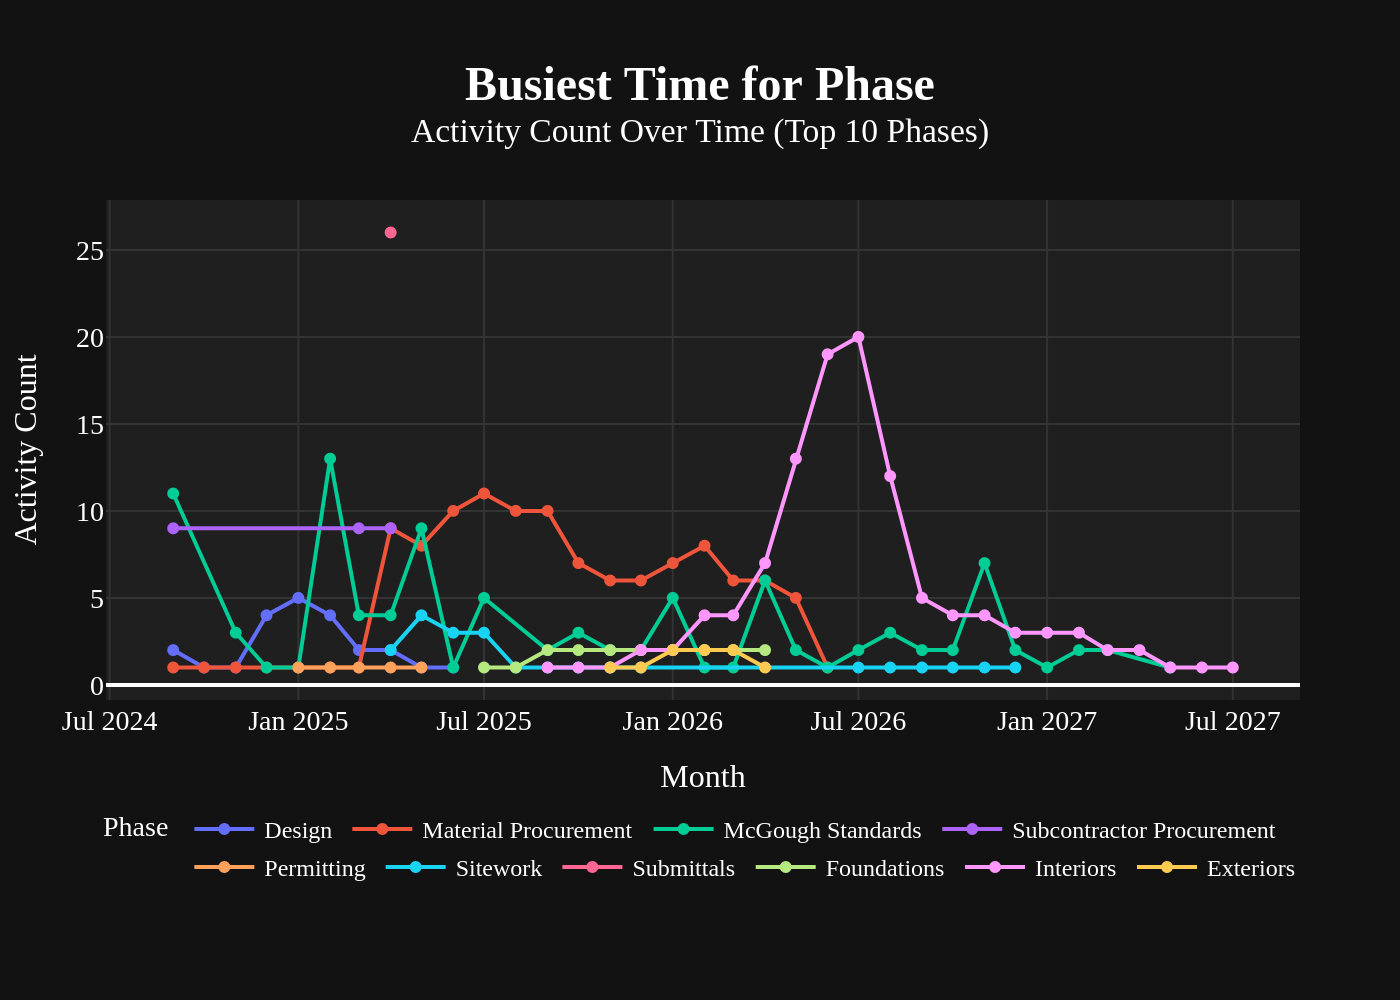 Busiest Time for Phase
Activity Count Over Time (Top 10 Phases)
Activity Count
25
20
15
10
5
0
Jul 2024 Jan 2025 Jul 2025 Jan 2026 Jul 2026 Jan 2027 Jul 2027
Month
Phase Design Material Procurement McGough Standards Subcontractor Procurement
Permitting Sitework Submittals Foundations Interiors Exteriors